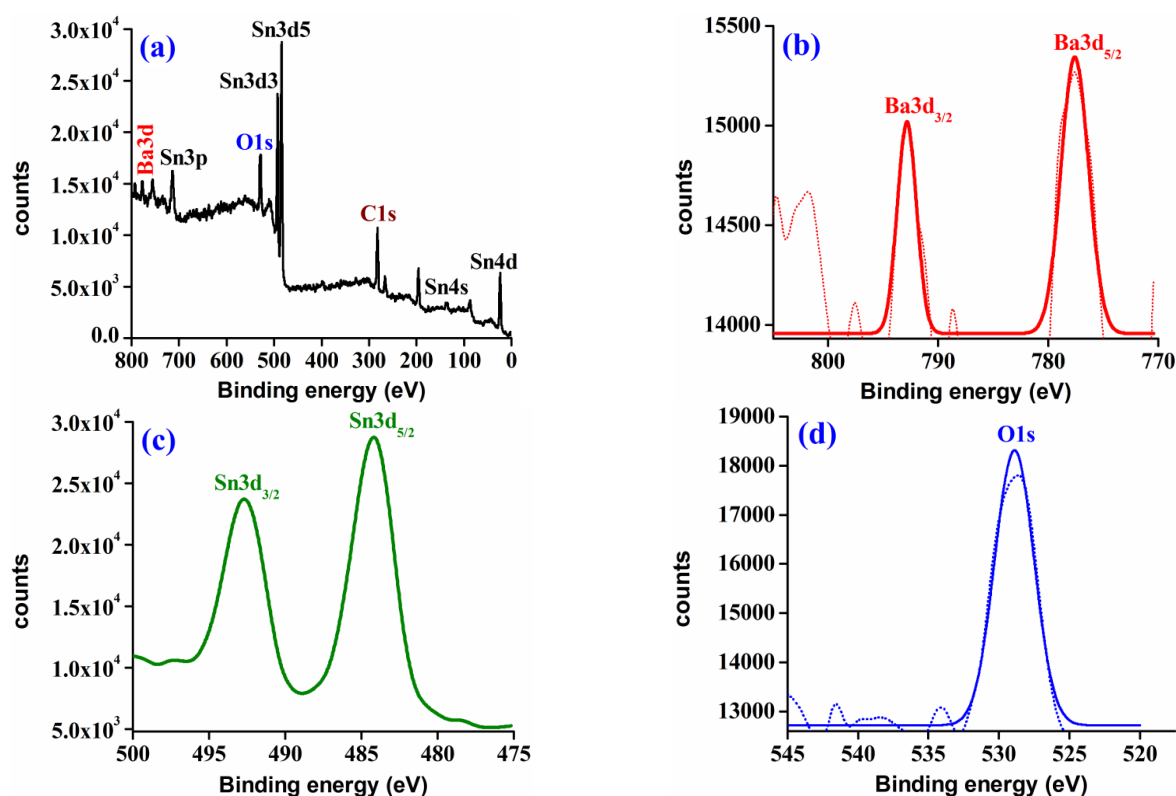 (a)
counts
3.0x10⁴
2.5x10⁴
2.0x10⁴
1.5x10⁴
1.0x10⁴
5.0x10³
0.0
Sn3d5
Sn3d3
O1s
Ba3d
Sn3p
C1s
Sn4s
Sn4d
800 700 600 500 400 300 200 100 0
Binding energy (eV)
(b)
counts
15500
15000
14500
14000
Ba3d₅/₂
Ba3d₃/₂
800 790 780 770
Binding energy (eV)
(c)
counts
3.0x10⁴
2.5x10⁴
2.0x10⁴
1.5x10⁴
1.0x10⁴
5.0x10³
Sn3d₅/₂
Sn3d₃/₂
500 495 490 485 480 475
Binding energy (eV)
(d)
counts
19000
18000
17000
16000
15000
14000
13000
O1s
545 540 535 530 525 520
Binding energy (eV)